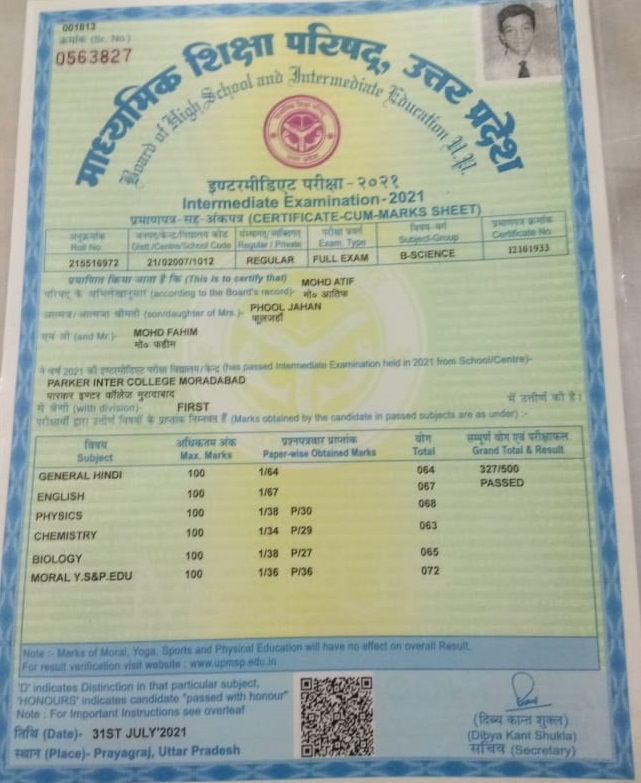 001813
क्रमांक (Sr. No.)
0563827
माध्यमिक शिक्षा परिषद्, उत्तर प्रदेश
Board of High School and Intermediate Education U.P.
इण्टरमीडिएट परीक्षा-२०२१
Intermediate Examination-2021
प्रमाणपत्र-सह-अंकपत्र (CERTIFICATE-CUM-MARKS SHEET)
अनुक्रमांक जनपद/केन्द्र/विद्यालय कोड संस्थागत/व्यक्तिगत परीक्षा प्रकार विषय-वर्ग प्रमाणपत्र क्रमांक
Roll No Dist./Centre/School Code Regular / Private Exam. Type Subject-Group Certificate No.
215516972 21/02007/1012 REGULAR FULL EXAM B-SCIENCE 12101933
प्रमाणित किया जाता है कि (This is to certify that) MOHD ATIF
परिषद के अभिलेखानुसार (according to the Board's record)- मो० आतिफ
आत्मज/आत्मजा श्रीमती (son/daughter of Mrs.)- PHOOL JAHAN
फूलजहाँ
एवं श्री (and Mr.)- MOHD FAHIM
मो० फहीम
ने वर्ष 2021 की इण्टरमीडिएट परीक्षा विद्यालय/केन्द्र (has passed Intermediate Examination held in 2021 from School/Centre)-
PARKER INTER COLLEGE MORADABAD
पारकर इण्टर कॉलेज मुरादाबाद में उत्तीर्ण की है।
श्रेणी (with division)- FIRST
परीक्षार्थी द्वारा उत्तीर्ण विषयों के प्राप्तांक निम्नवत हैं (Marks obtained by the candidate in passed subjects are as under) :-
विषय अधिकतम अंक प्रश्नपत्रवार प्राप्तांक योग सम्पूर्ण योग एवं परीक्षाफल
Subject Max. Marks Paper-wise Obtained Marks Total Grand Total & Result
GENERAL HINDI 100 1/64 064 327/500
ENGLISH 100 1/67 067 PASSED
PHYSICS 100 1/38 P/30 068
CHEMISTRY 100 1/34 P/29 063
BIOLOGY 100 1/38 P/27 065
MORAL Y.S&P.EDU 100 1/36 P/36 072
Note :- Marks of Moral, Yoga, Sports and Physical Education will have no effect on overall Result.
For result verification visit website : www.upmsp.edu.in
'D' indicates Distinction in that particular subject,
'HONOURS' indicates candidate "passed with honour"
Note : For Important Instructions see overleaf
तिथि (Date)- 31ST JULY'2021
स्थान (Place)- Prayagraj, Uttar Pradesh
(दिब्य कान्त शुक्ल)
(Dibya Kant Shukla)
सचिव (Secretary)